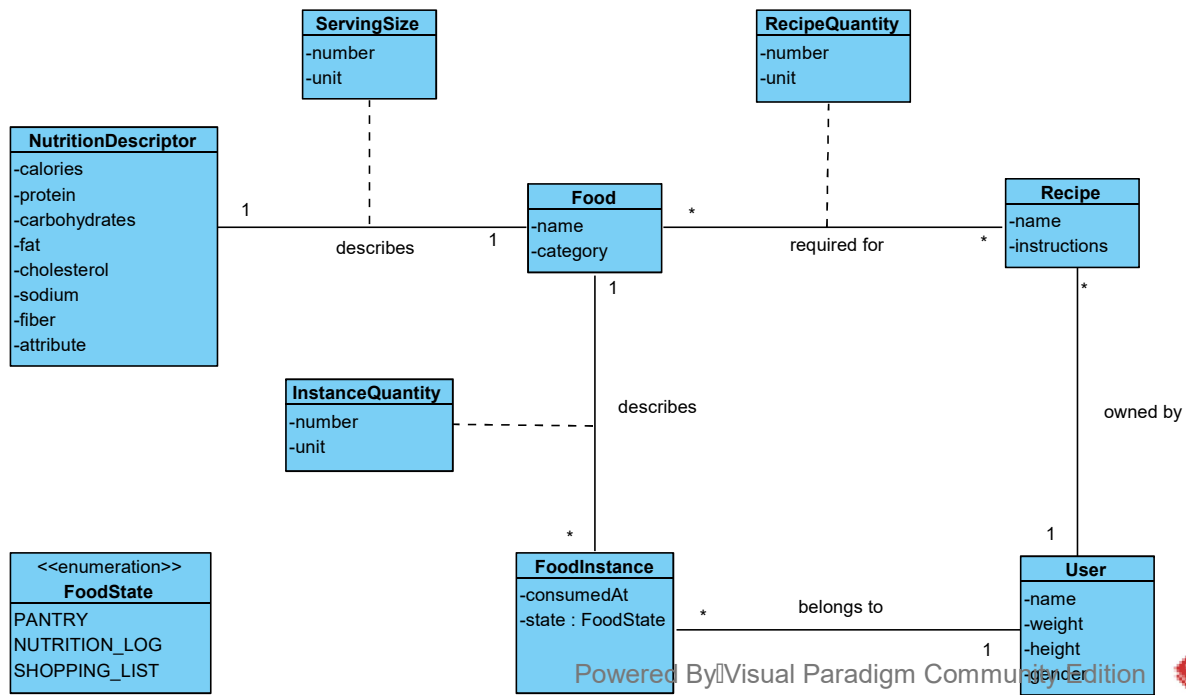 ServingSize
-number
-unit
RecipeQuantity
-number
-unit
NutritionDescriptor
-calories
-protein
-carbohydrates
-fat
-cholesterol
-sodium
-fiber
-attribute
1
describes
1
Food
-name
-category
*
required for
*
Recipe
-name
-instructions
1
*
InstanceQuantity
-number
-unit
describes
owned by
*
1
<<enumeration>>
FoodState
PANTRY
NUTRITION_LOG
SHOPPING_LIST
FoodInstance
-consumedAt
-state : FoodState
*
belongs to
1
User
-name
-weight
-height
-gender
Powered By Visual Paradigm Community Edition